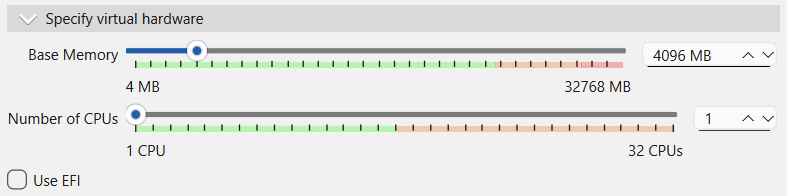 Specify virtual hardware
Base Memory
4096 MB
4 MB
32768 MB
Number of CPUs
1
1 CPU
32 CPUs
Use EFI